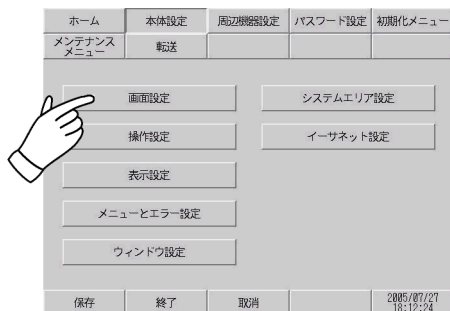 ホーム 本体設定 周辺機器設定 パスワード設定 初期化メニュー
メンテナンス
メニュー 転送
画面設定 システムエリア設定
操作設定 イーサネット設定
表示設定
メニューとエラー設定
ウィンドウ設定
保存 終了 取消 2005/07/27
18:12:24